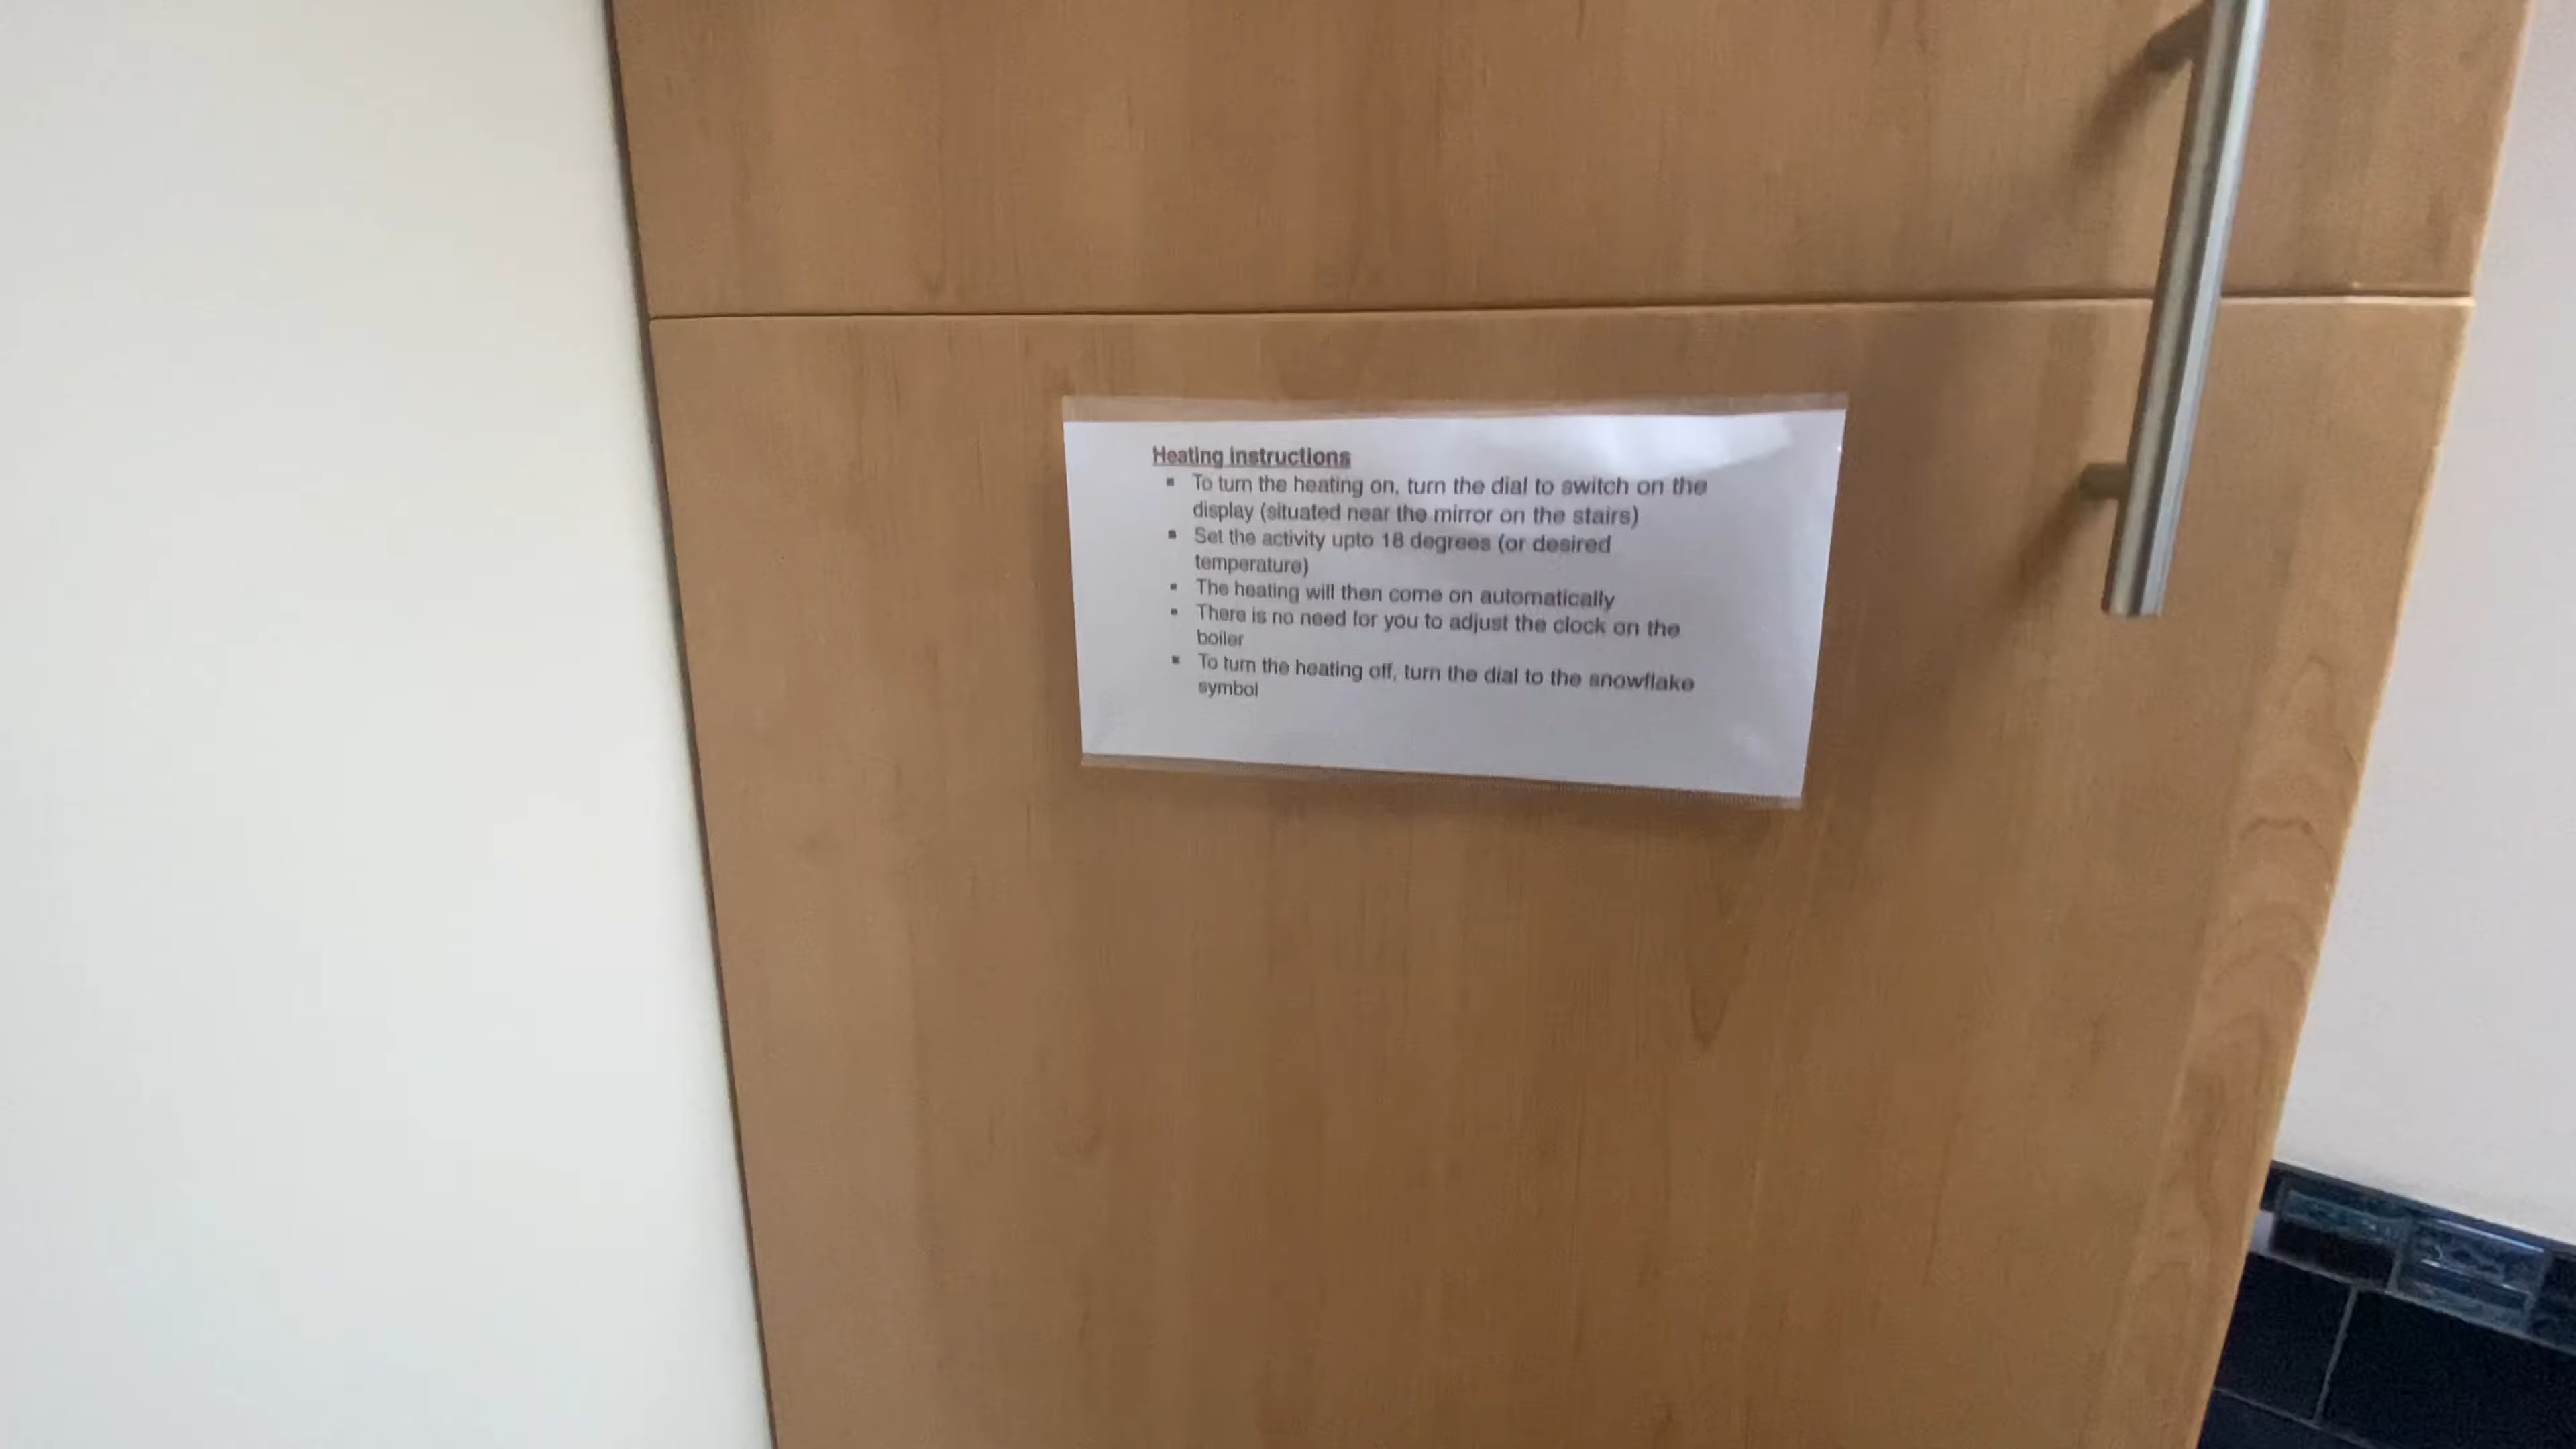 Heating instructions
▪ To turn the heating on, turn the dial to switch on the
display (situated near the mirror on the stairs)
▪ Set the activity upto 18 degrees (or desired
temperature)
▪ The heating will then come on automatically
▪ There is no need for you to adjust the clock on the
boiler
▪ To turn the heating off, turn the dial to the snowflake
symbol